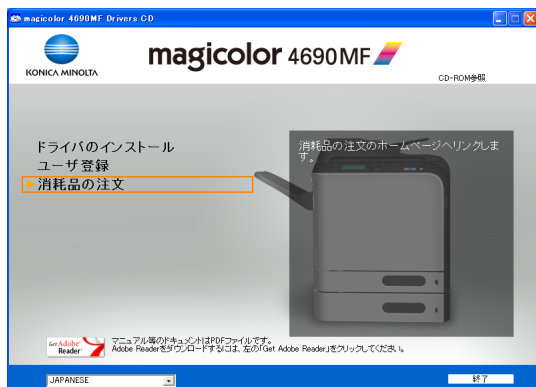 magicolor 4690MF Drivers CD
KONICA MINOLTA
magicolor 4690MF
CD-ROM参照
ドライバのインストール
ユーザ登録
消耗品の注文
消耗品の注文のホームページへリンクしま
す。
Get Adobe Reader
マニュアル等のドキュメントはPDFファイルです。
Adobe Readerをダウンロードするには、左の「Get Adobe Reader」をクリックしてください。
JAPANESE
終了